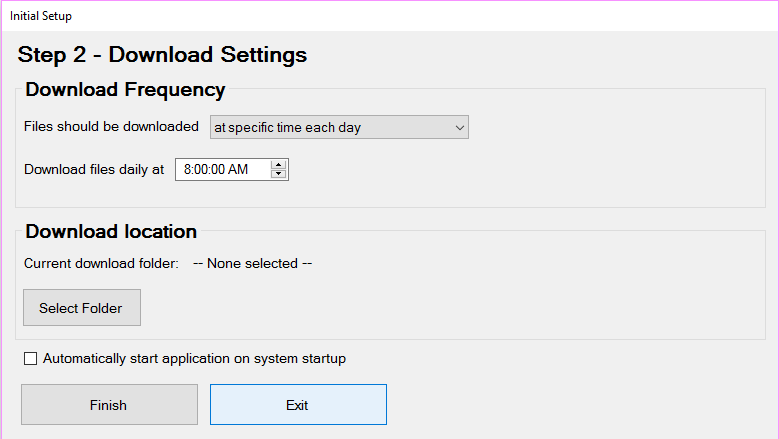 Initial Setup
Step 2 - Download Settings
Download Frequency
Files should be downloaded at specific time each day
Download files daily at 8:00:00 AM
Download location
Current download folder: -- None selected --
Select Folder
Automatically start application on system startup
Finish Exit